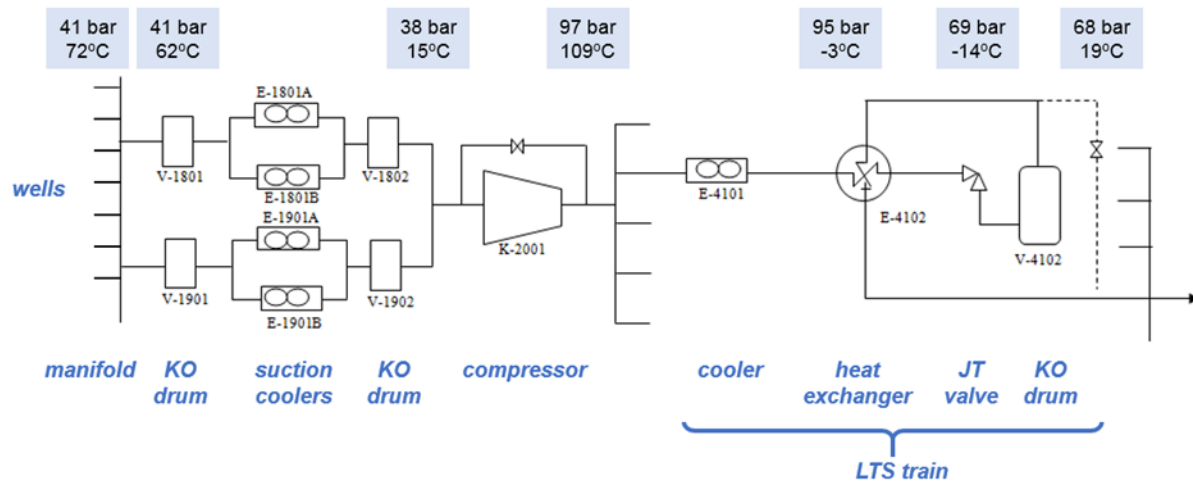 41 bar
72°C
41 bar
62°C
38 bar
15°C
97 bar
109°C
95 bar
-3°C
69 bar
-14°C
68 bar
19°C
E-1801A
V-1801
V-1802
E-1801B
wells
E-1901A
K-2001
V-1901
V-1902
E-1901B
E-4101
E-4102
V-4102
manifold
KO
drum
suction
coolers
KO
drum
compressor
cooler
heat
exchanger
JT
valve
KO
drum
LTS train